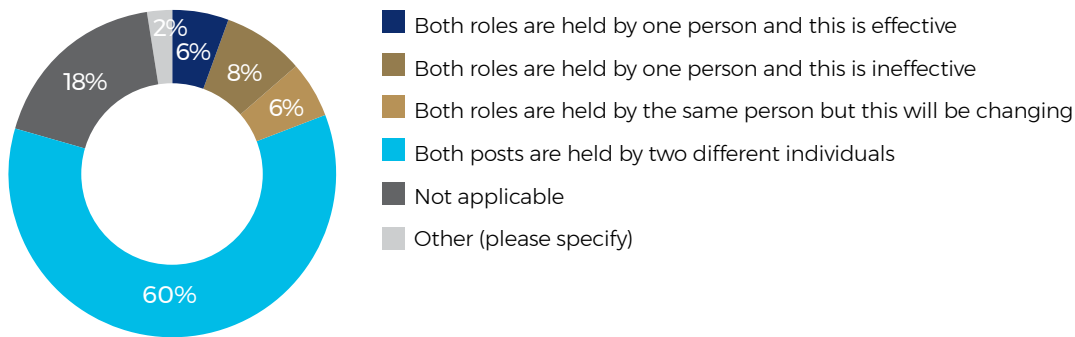 2%
6%
8%
6%
18%
60%
Both roles are held by one person and this is effective
Both roles are held by one person and this is ineffective
Both roles are held by the same person but this will be changing
Both posts are held by two different individuals
Not applicable
Other (please specify)